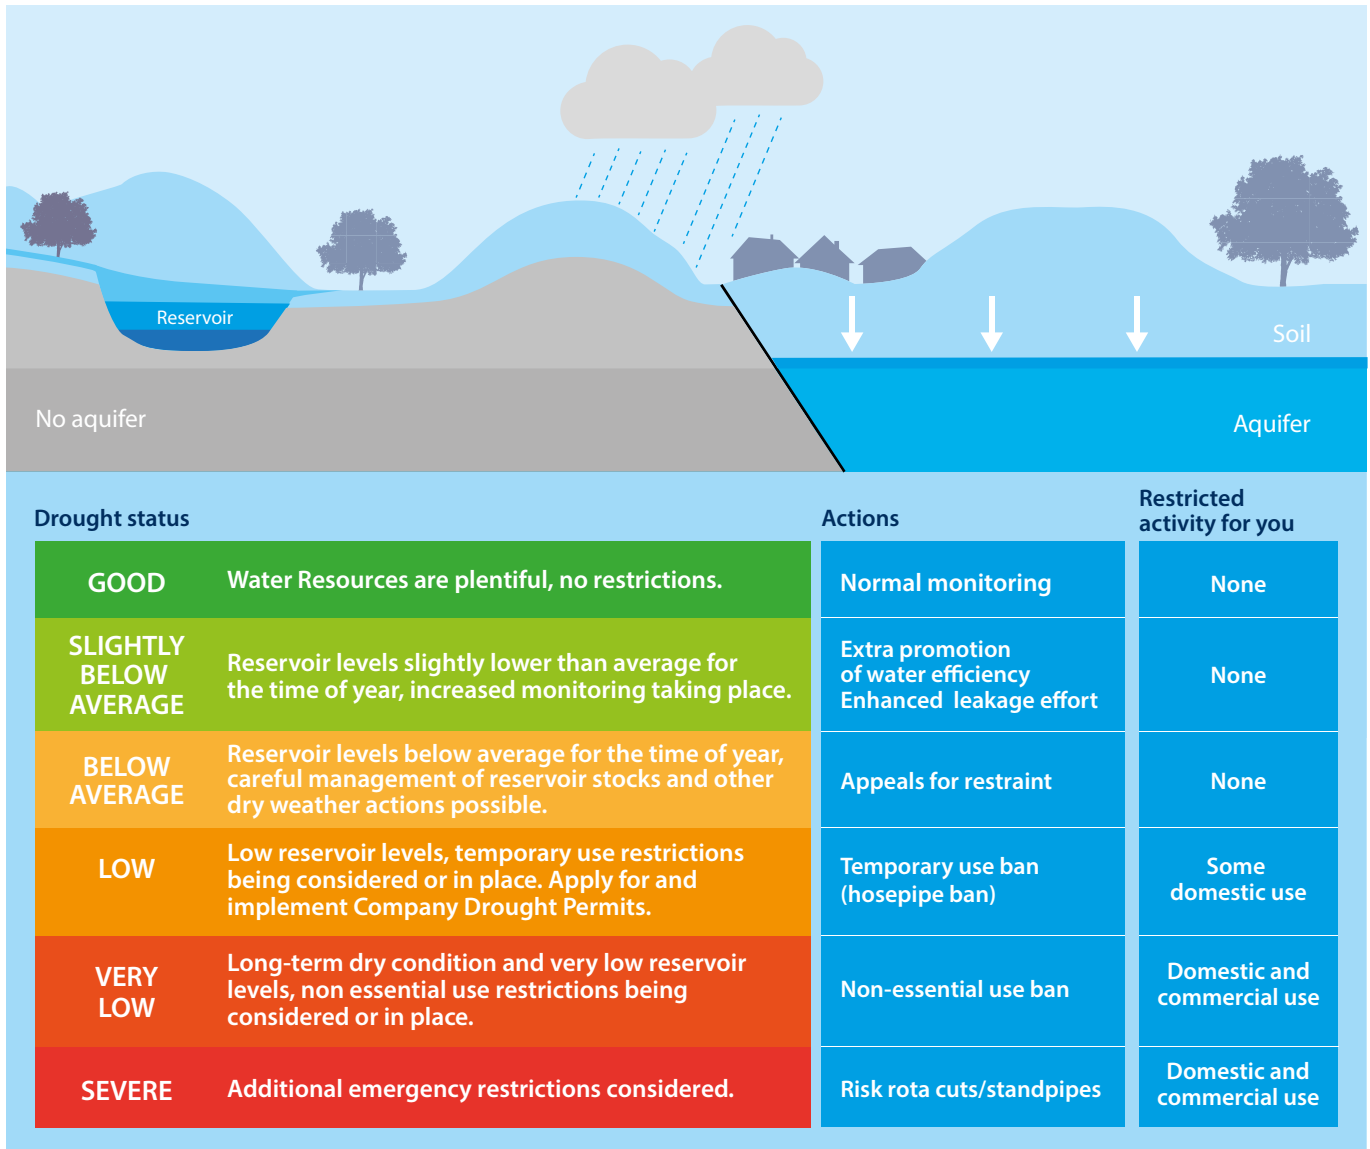 Reservoir
Soil
No aquifer
Aquifer
Drought status
Actions
Restricted
activity for you
GOOD
Water Resources are plentiful, no restrictions.
Normal monitoring
None
SLIGHTLY
BELOW
AVERAGE
Reservoir levels slightly lower than average for
the time of year, increased monitoring taking place.
Extra promotion
of water efficiency
Enhanced leakage effort
None
BELOW
AVERAGE
Reservoir levels below average for the time of year,
careful management of reservoir stocks and other
dry weather actions possible.
Appeals for restraint
None
LOW
Low reservoir levels, temporary use restrictions
being considered or in place. Apply for and
implement Company Drought Permits.
Temporary use ban
(hosepipe ban)
Some
domestic use
VERY
LOW
Long-term dry condition and very low reservoir
levels, non essential use restrictions being
considered or in place.
Non-essential use ban
Domestic and
commercial use
SEVERE
Additional emergency restrictions considered.
Risk rota cuts/standpipes
Domestic and
commercial use